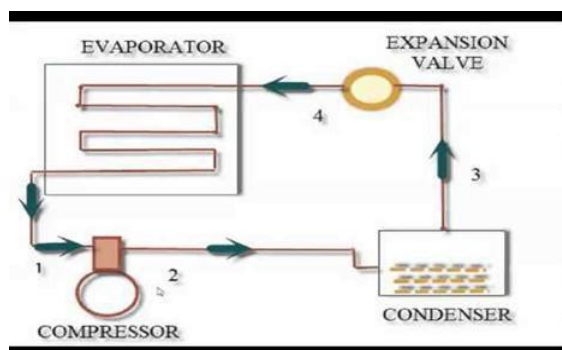 EVAPORATOR
EXPANSION
VALVE
4
3
1
2
COMPRESSOR
CONDENSER